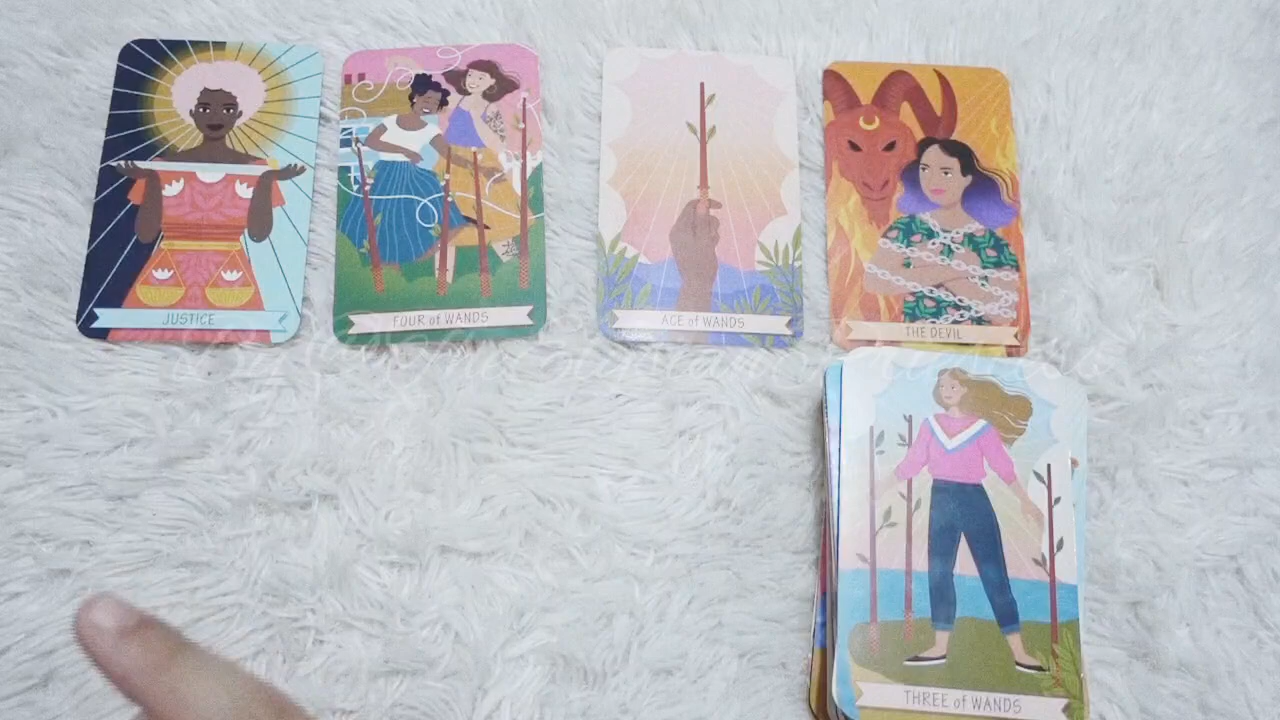 JUSTICE
FOUR of WANDS
ACE of WANDS
THE DEVIL
THREE of WANDS